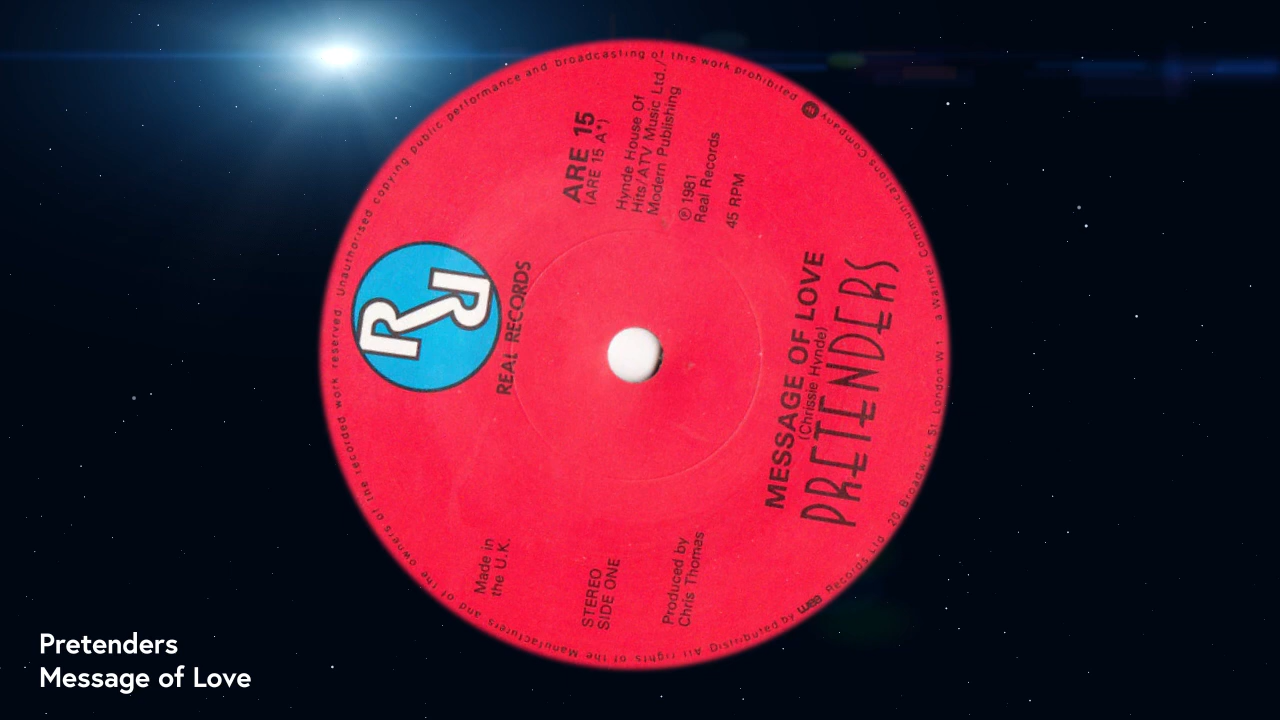 All rights of the Manufacturers and of the owners of the recorded work reserved. Unauthorised copying public performance and broadcasting of this work prohibited
a Warner Communications Company
20 Broadwick St. London W1
Distributed by wea Records Ltd
RR
REAL RECORDS
ARE 15
(ARE 15 A*)
Hynde House Of
Hits/ATV Music Ltd./
Modern Publishing
℗ 1981
Real Records
45 RPM
Made in
the U.K.
STEREO
SIDE ONE
Produced by
Chris Thomas
MESSAGE OF LOVE
(Chrissie Hynde)
PRETENDERS
Pretenders
Message of Love